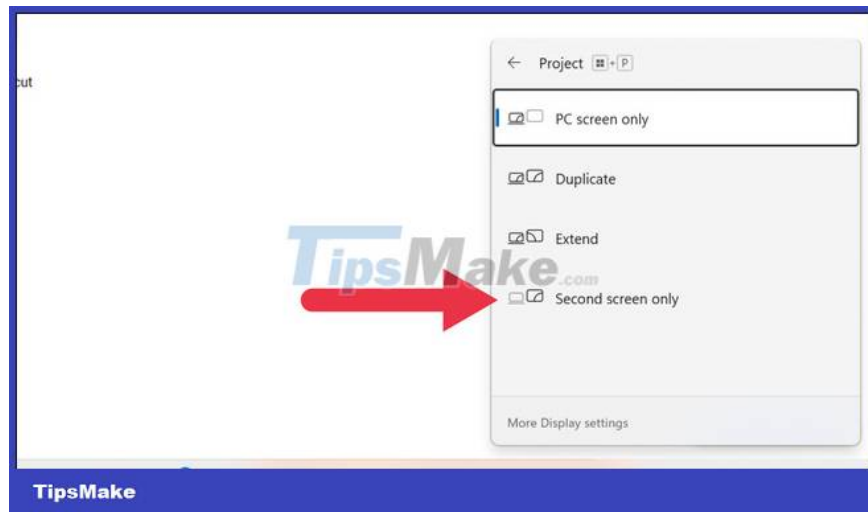 cut
← Project ⊞+P
PC screen only
Duplicate
Extend
TipsMake.com
Second screen only
More Display settings
TipsMake